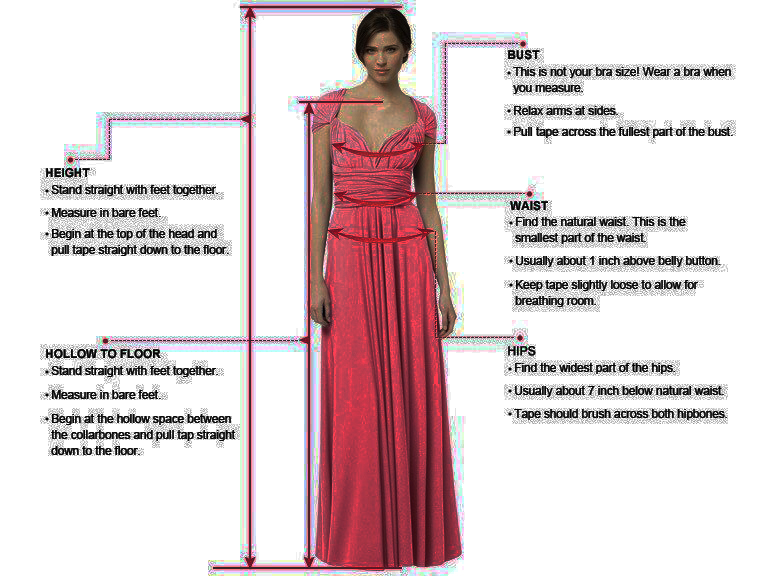 HEIGHT
• Stand straight with feet together.
• Measure in bare feet.
• Begin at the top of the head and
pull tape straight down to the floor.
HOLLOW TO FLOOR
• Stand straight with feet together.
• Measure in bare feet.
• Begin at the hollow space between
the collarbones and pull tap straight
down to the floor.
BUST
• This is not your bra size! Wear a bra when
you measure.
• Relax arms at sides.
• Pull tape across the fullest part of the bust.
WAIST
• Find the natural waist. This is the
smallest part of the waist.
• Usually about 1 inch above belly button.
• Keep tape slightly loose to allow for
breathing room.
HIPS
• Find the widest part of the hips.
• Usually about 7 inch below natural waist.
• Tape should brush across both hipbones.